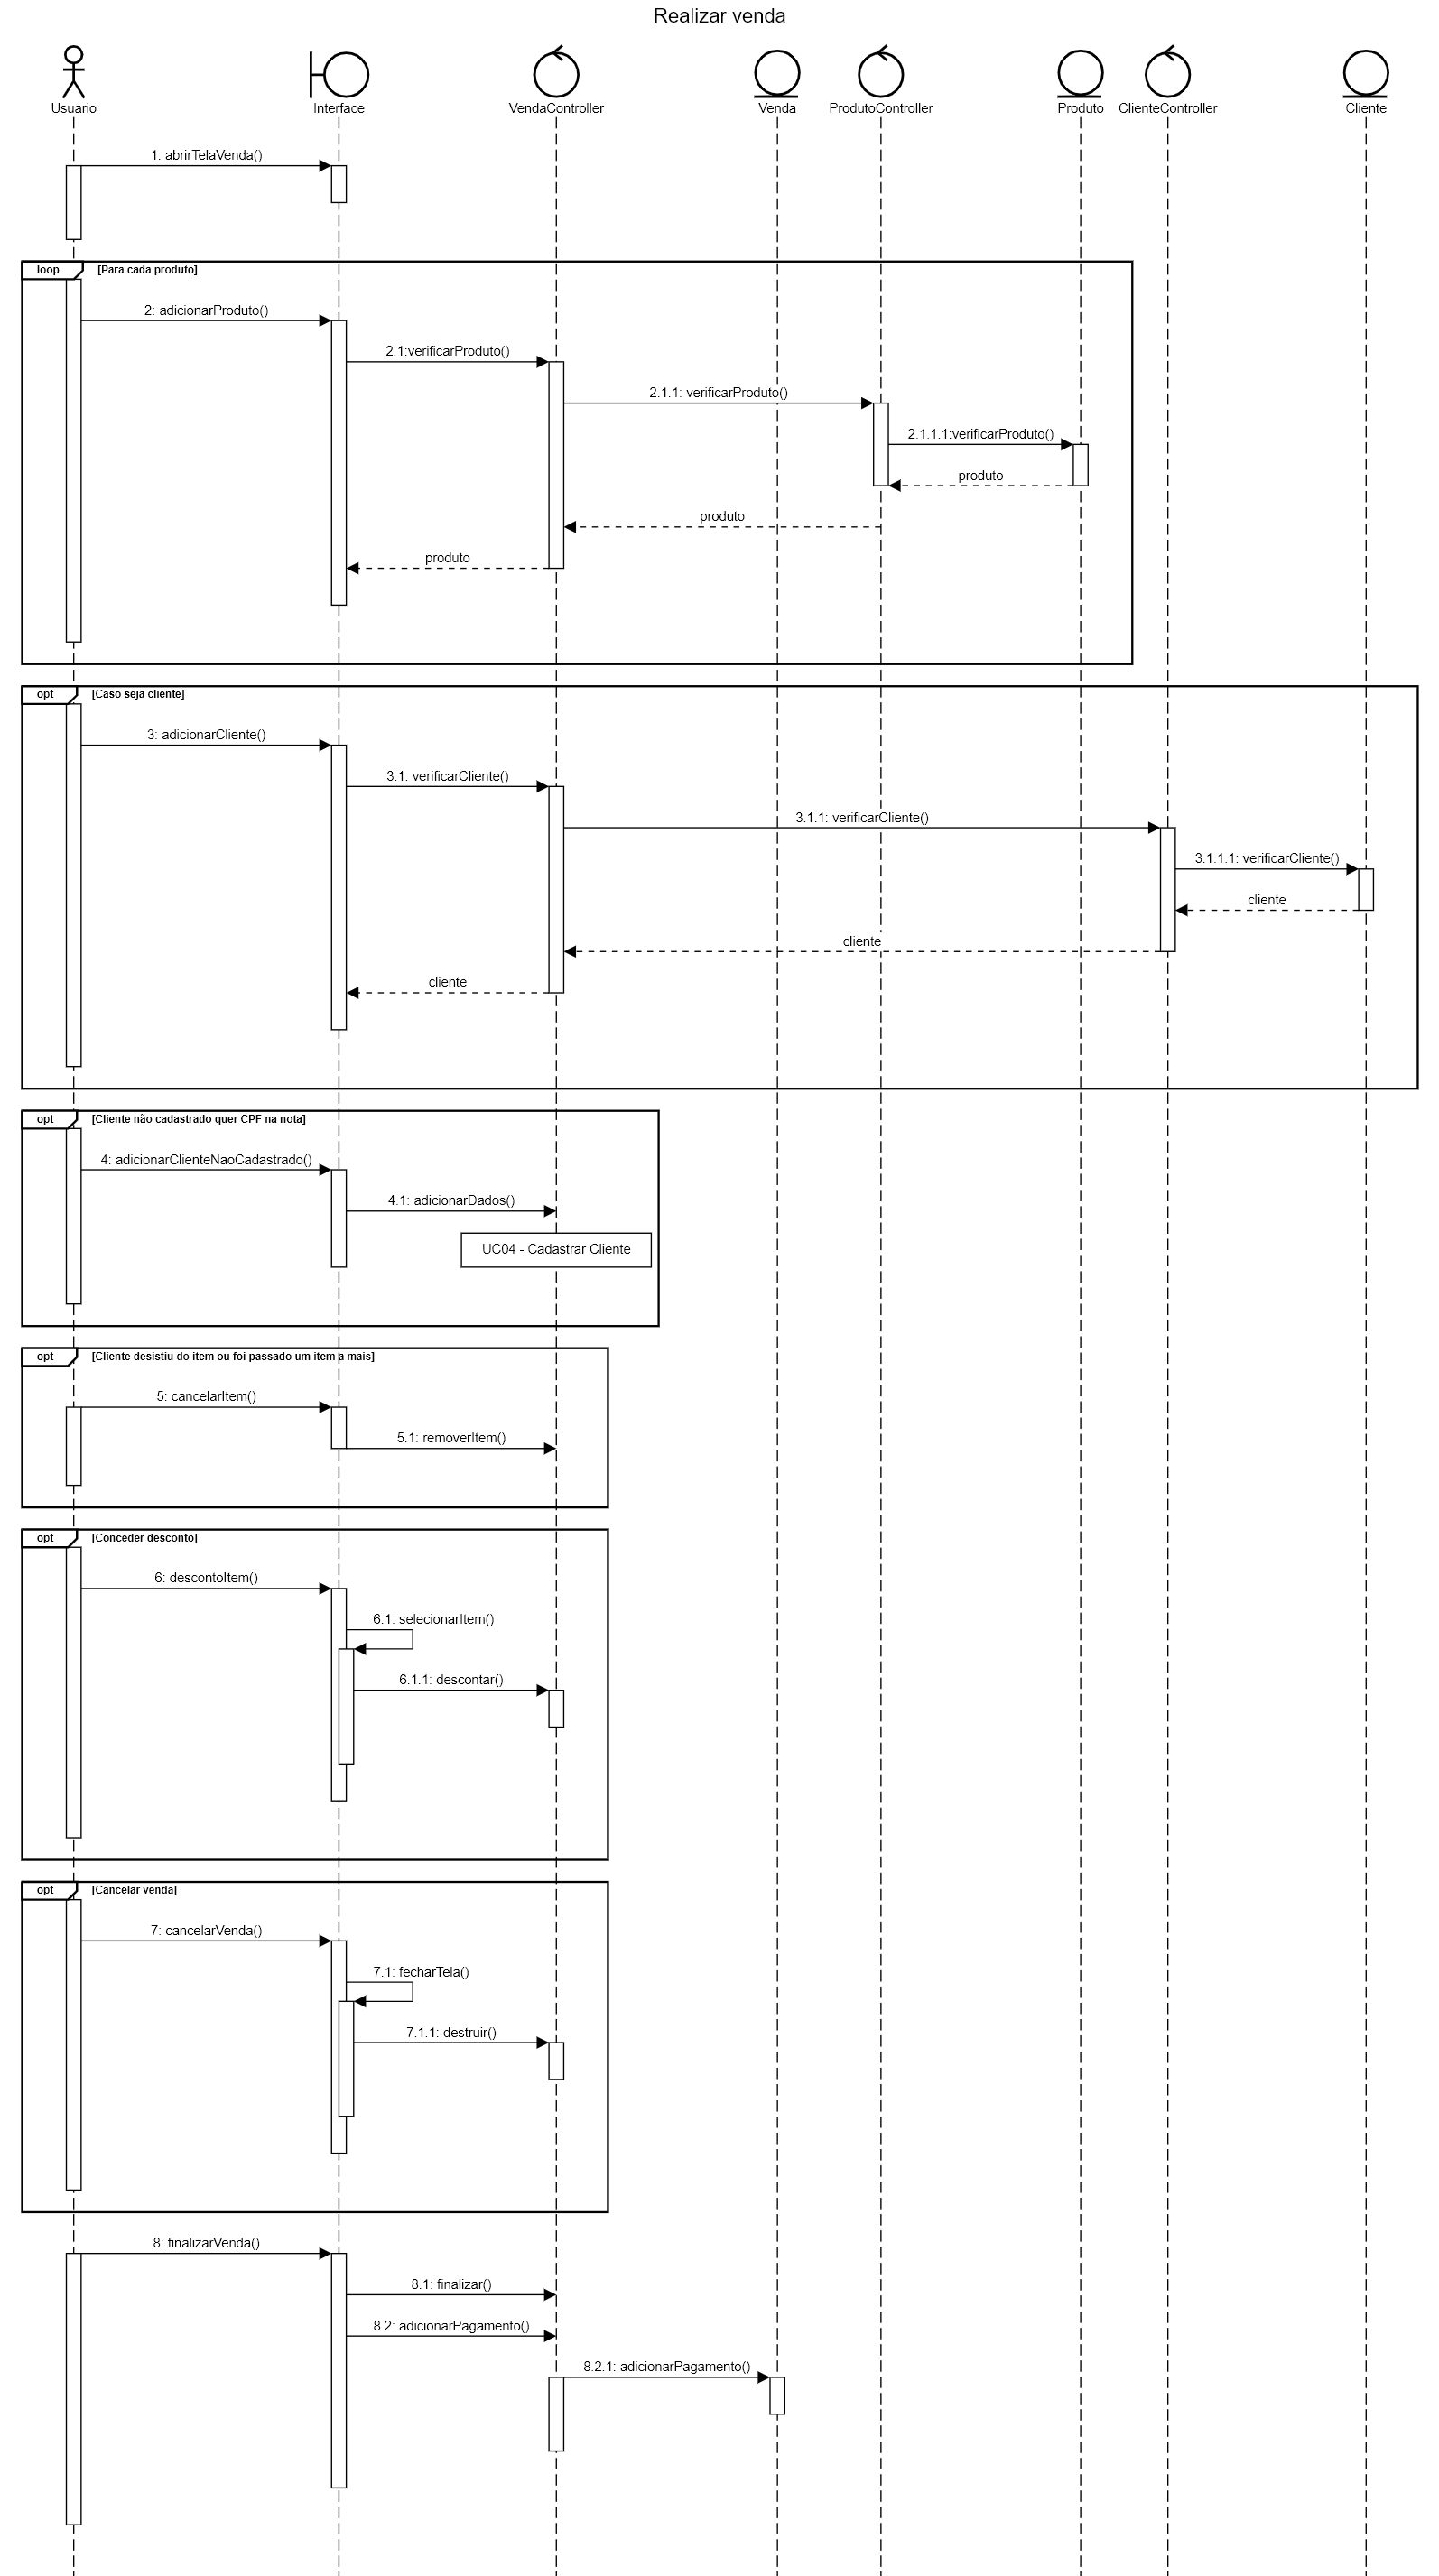 Realizar venda
Usuario
Interface
VendaController
Venda
ProdutoController
Produto
ClienteController
Cliente
1: abrirTelaVenda()
loop
[Para cada produto]
2: adicionarProduto()
2.1:verificarProduto()
2.1.1: verificarProduto()
2.1.1.1:verificarProduto()
produto
produto
produto
opt
[Caso seja cliente]
3: adicionarCliente()
3.1: verificarCliente()
3.1.1: verificarCliente()
3.1.1.1: verificarCliente()
cliente
cliente
cliente
opt
[Cliente não cadastrado quer CPF na nota]
4: adicionarClienteNaoCadastrado()
4.1: adicionarDados()
UC04 - Cadastrar Cliente
opt
[Cliente desistiu do item ou foi passado um item a mais]
5: cancelarItem()
5.1: removerItem()
opt
[Conceder desconto]
6: descontoItem()
6.1: selecionarItem()
6.1.1: descontar()
opt
[Cancelar venda]
7: cancelarVenda()
7.1: fecharTela()
7.1.1: destruir()
8: finalizarVenda()
8.1: finalizar()
8.2: adicionarPagamento()
8.2.1: adicionarPagamento()